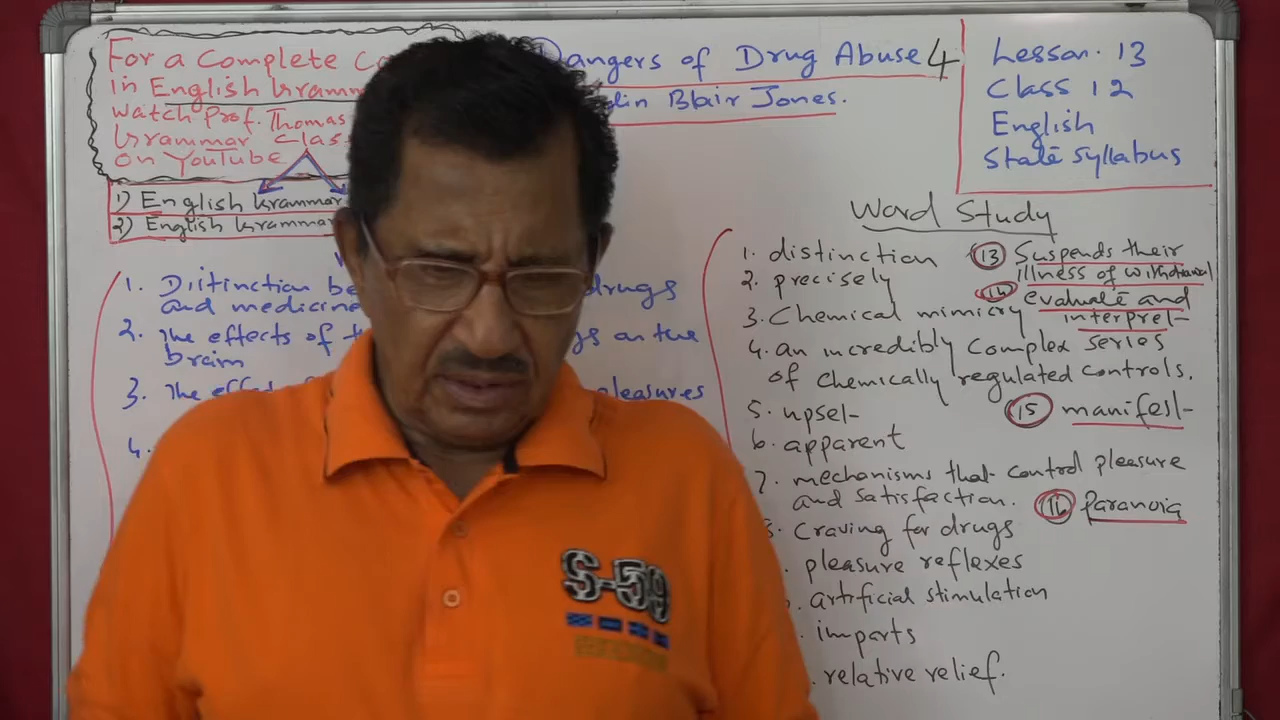 For a Complete
in English Gramm
watch Prof. Thomas
Grammar Clas
on YouTube
1) English Grammar
2) English Grammar
Dangers of Drug Abuse 4
din Blair Jones.
Lesson. 13
Class 12
English
State Syllabus
1. Ditinction be drugs
and medicine
2. The effects of t gs on the
brain
3. The effe pleasures
4.
Word Study
1. distinction
2. precisely
3. Chemical mimicry
4. an incredibly complex series
of chemically regulated controls.
5. upset
6. apparent
7. mechanisms that control pleasure
and satisfaction.
8. Craving for drugs
. pleasure reflexes
. artificial stimulation
. imparts
. relative relief.
13 Suspends their
illness of withdrawal
14 evaluate and
interpret
15 manifest
16 Paranoia
S-59